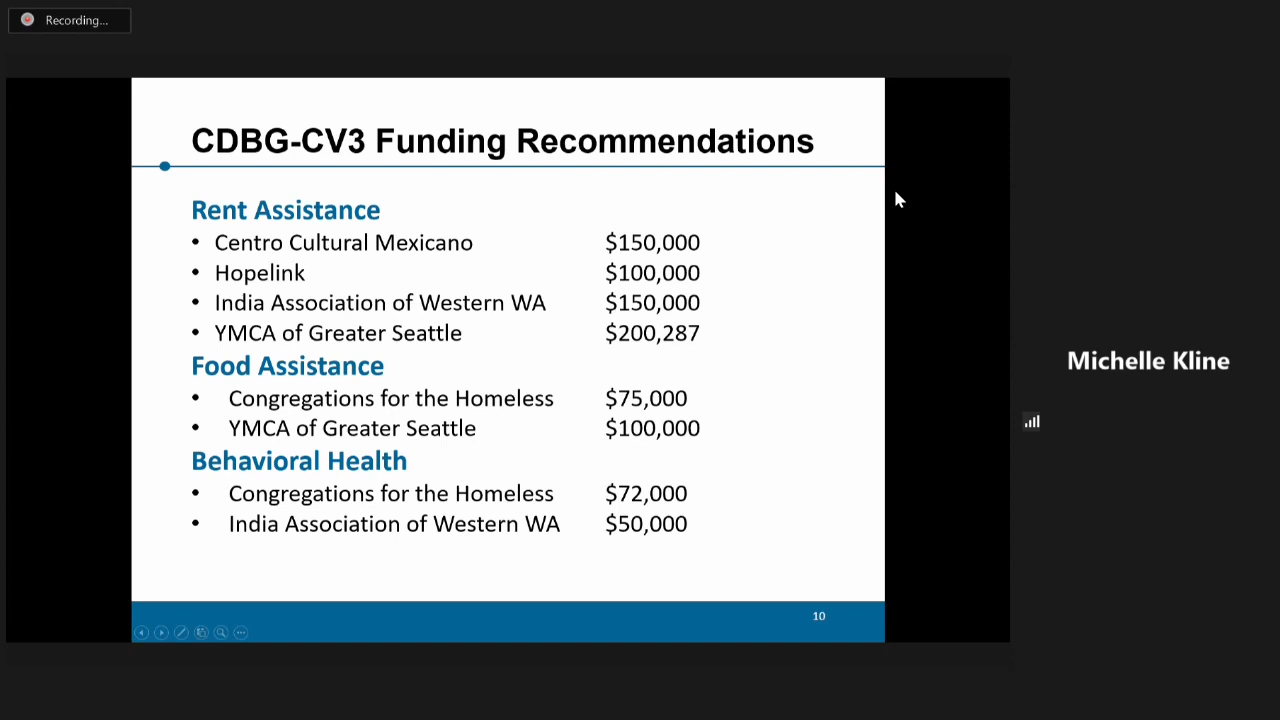 Recording...
CDBG-CV3 Funding Recommendations
Rent Assistance
• Centro Cultural Mexicano $150,000
• Hopelink $100,000
• India Association of Western WA $150,000
• YMCA of Greater Seattle $200,287
Food Assistance
• Congregations for the Homeless $75,000
• YMCA of Greater Seattle $100,000
Behavioral Health
• Congregations for the Homeless $72,000
• India Association of Western WA $50,000
10
Michelle Kline